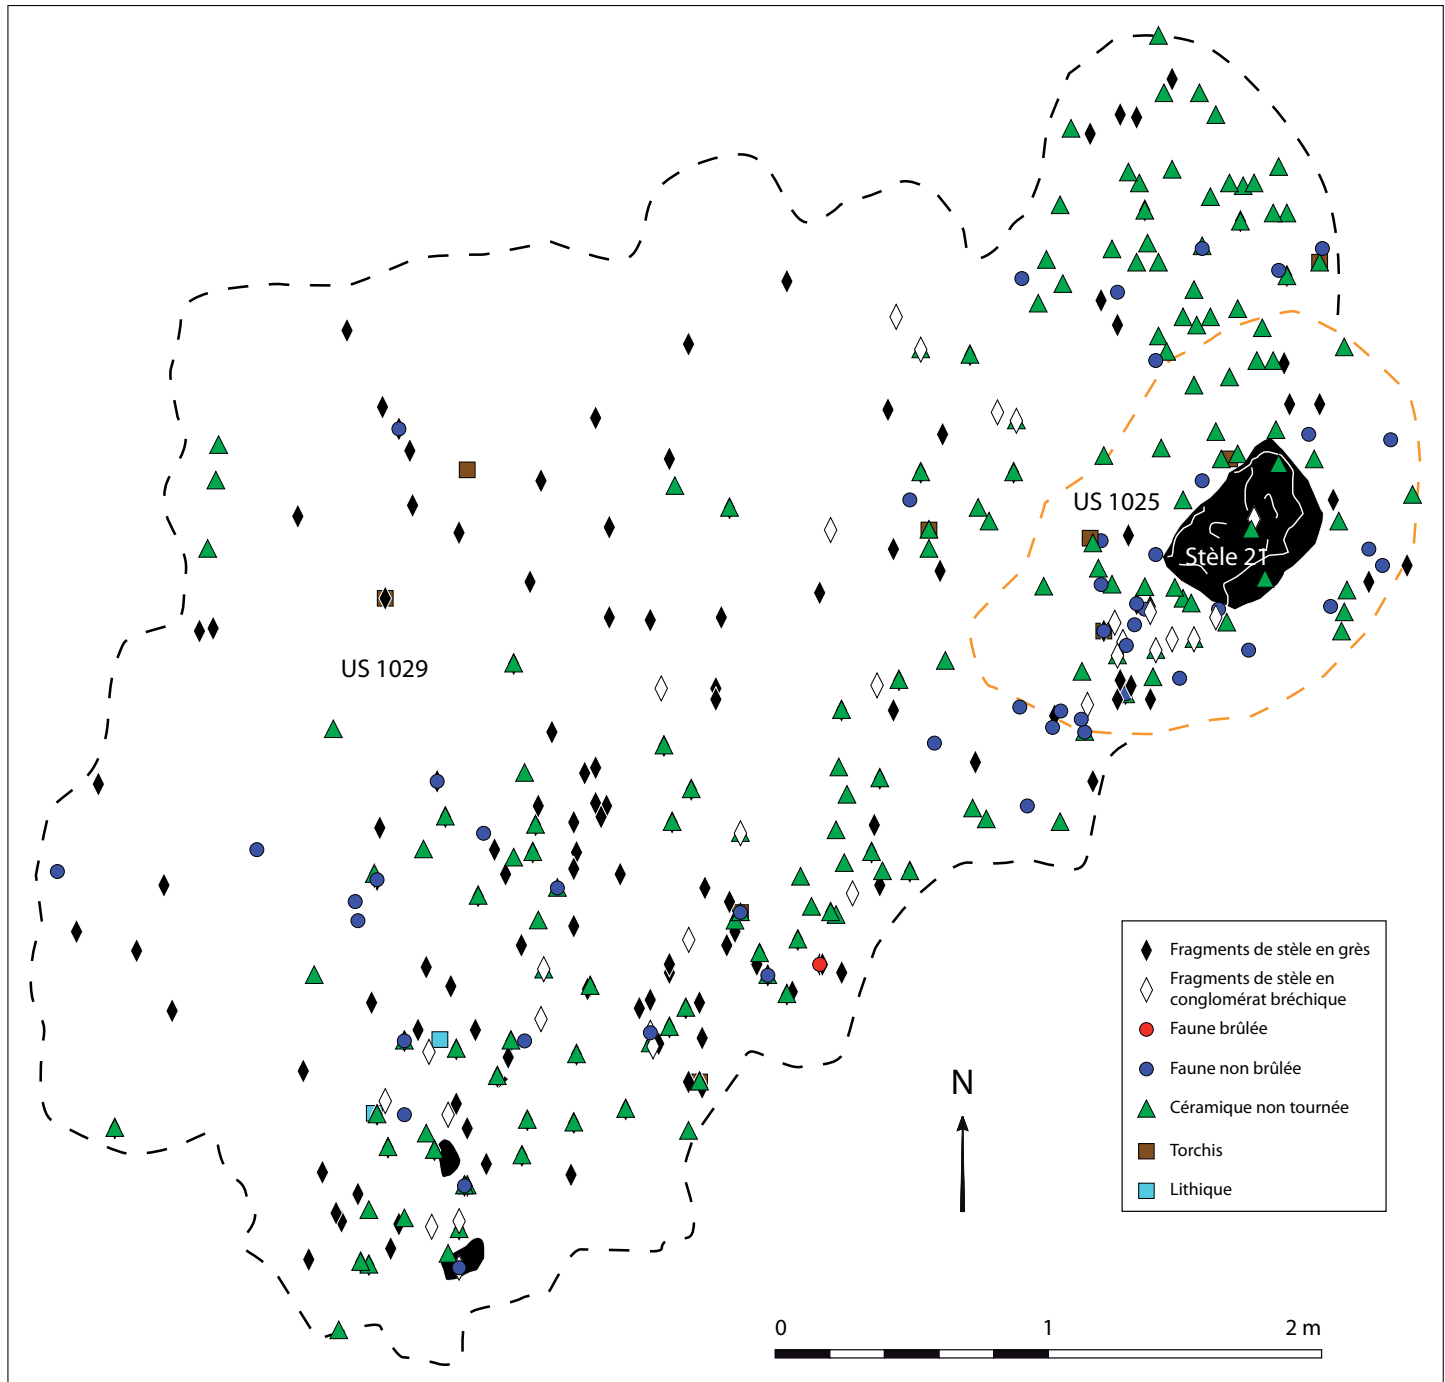 US 1025
Stèle 21
US 1029
Fragments de stèle en grès
Fragments de stèle en
conglomérat bréchique
Faune brûlée
Faune non brûlée
Céramique non tournée
Torchis
Lithique
N
0 1 2 m